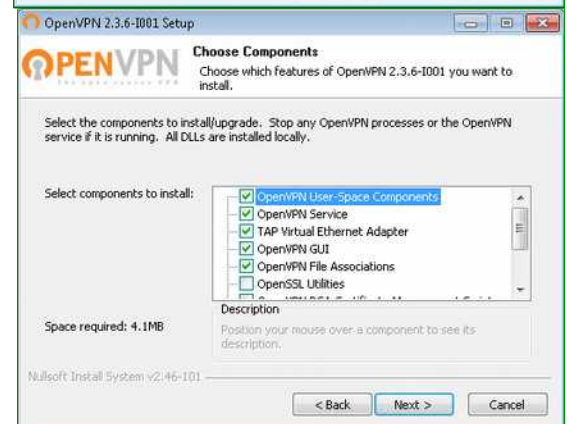 OpenVPN 2.3.6-I001 Setup
OPENVPN
Choose Components
Choose which features of OpenVPN 2.3.6-I001 you want to
install.
Select the components to install/upgrade. Stop any OpenVPN processes or the OpenVPN
service if it is running. All DLLs are installed locally.
Select components to install:
OpenVPN User-Space Components
OpenVPN Service
TAP Virtual Ethernet Adapter
OpenVPN GUI
OpenVPN File Associations
OpenSSL Utilities
Space required: 4.1MB
Description
Position your mouse over a component to see its
description.
Nullsoft Install System v2.46-101
< Back
Next >
Cancel